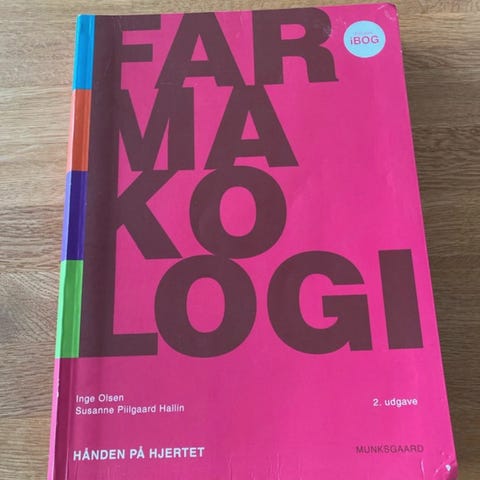 iBOG
FAR
MA
KO
LOGI
Inge Olsen
Susanne Piilgaard Hallin
2. udgave
HÅNDEN PÅ HJERTET
MUNKSGAARD